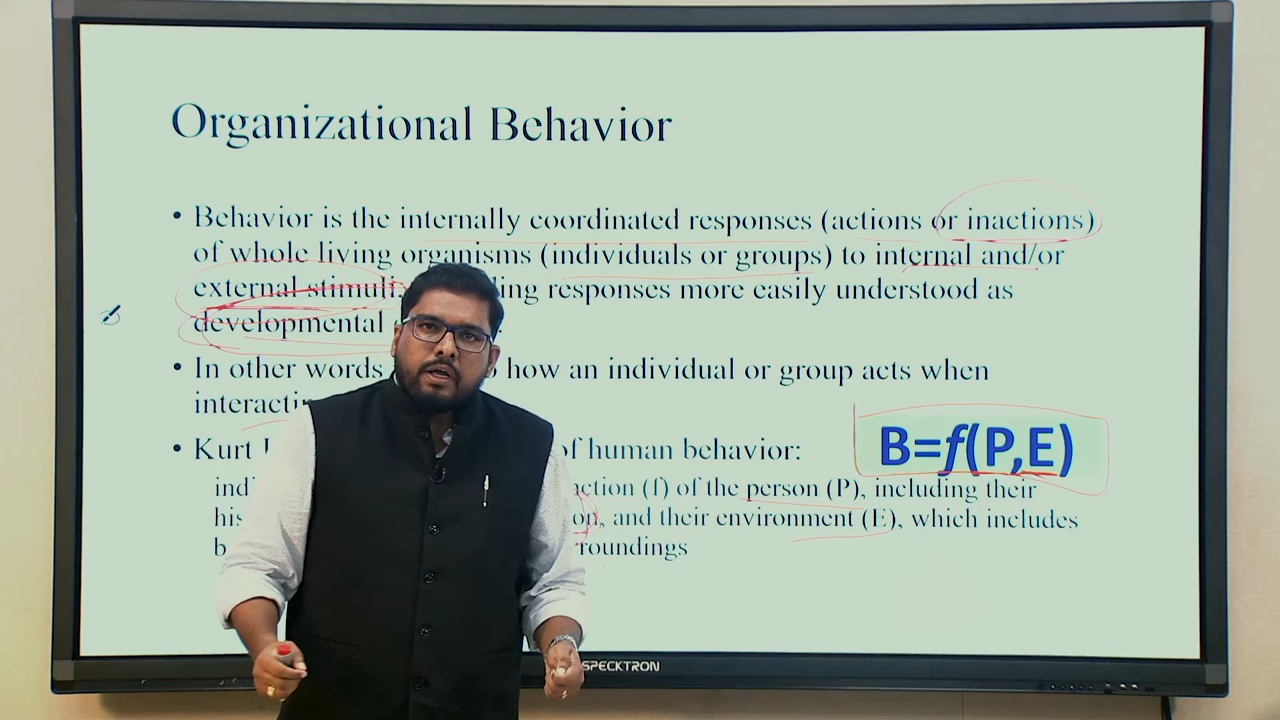 Organizational Behavior
• Behavior is the internally coordinated responses (actions or inactions)
of whole living organisms (individuals or groups) to internal and/or
external stimuli, ding responses more easily understood as
developmental
• In other words how an individual or group acts when
interactin
• Kurt of human behavior:
B=f(P,E)
ind ction (f) of the person (P), including their
his on, and their environment (E), which includes
b roundings
SPECKTRON